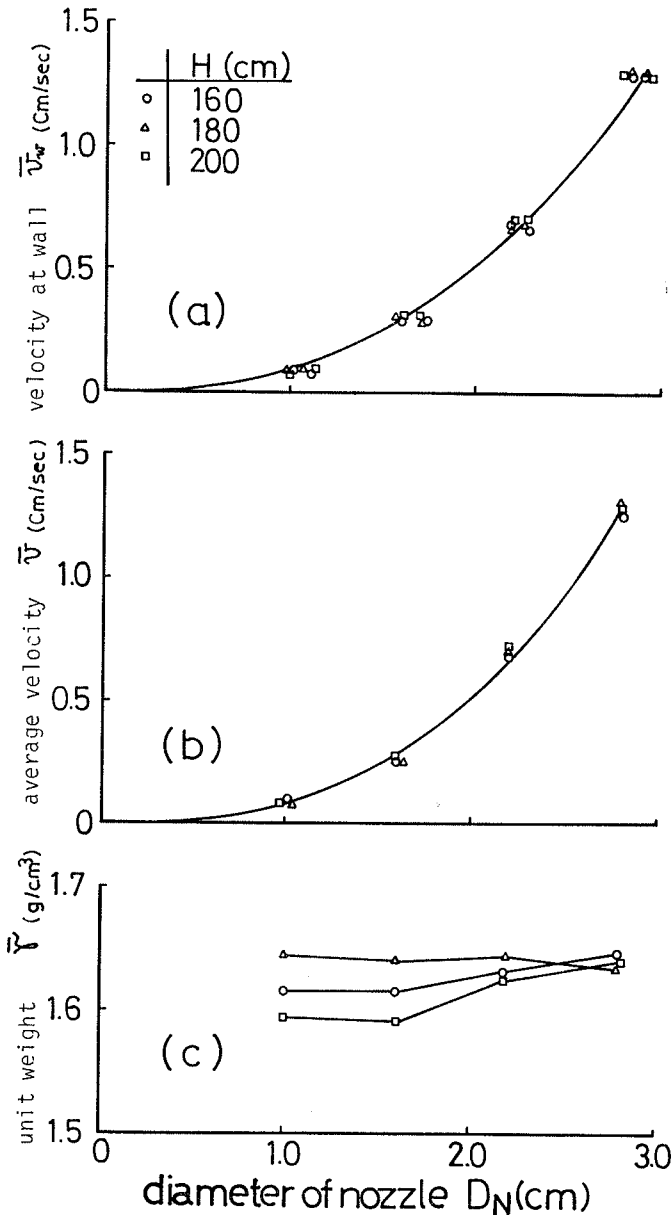 1.5
1.0
0.5
0
velocity at wall v̄w (Cm/sec)
H (cm)
160
180
200
(a)
1.5
1.0
0.5
0
average velocity v̄ (Cm/sec)
(b)
1.7
1.6
1.5
unit weight γ̄ (g/cm³)
(c)
0 1.0 2.0 3.0
diameter of nozzle DN(cm)